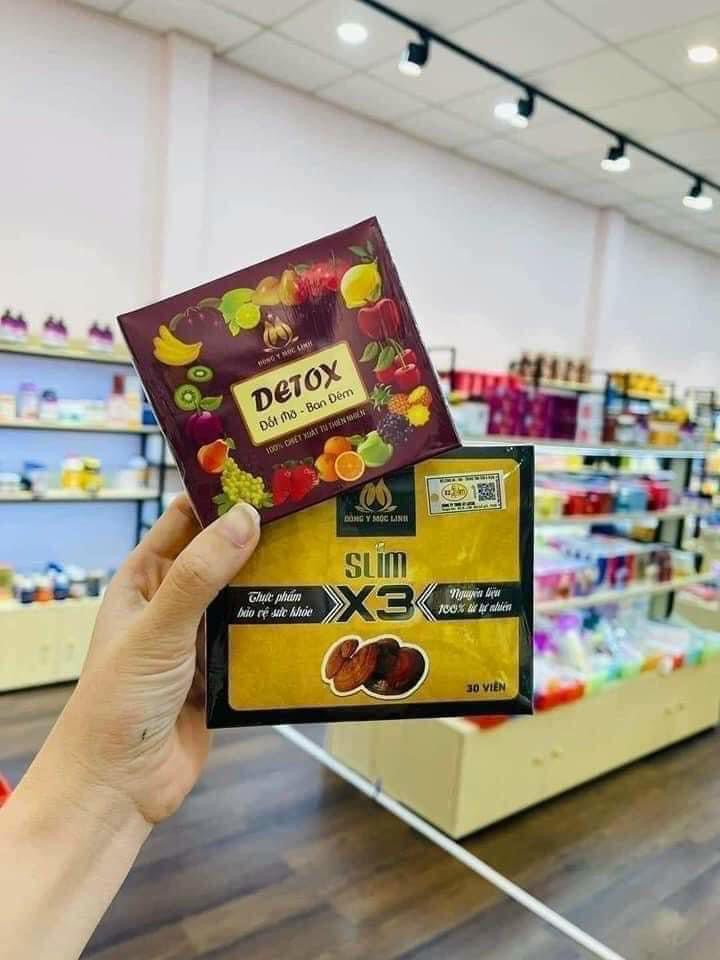 ĐÔNG Y MỘC LINH
DETOX
Đốt Mỡ - Ban Đêm
100% CHIẾT XUẤT TỰ THIÊN NHIÊN
ĐÔNG Y MỘC LINH
SLIM
X3
Thực phẩm
bảo vệ sức khỏe
Nguyên liệu
100% từ tự nhiên
30 VIÊN